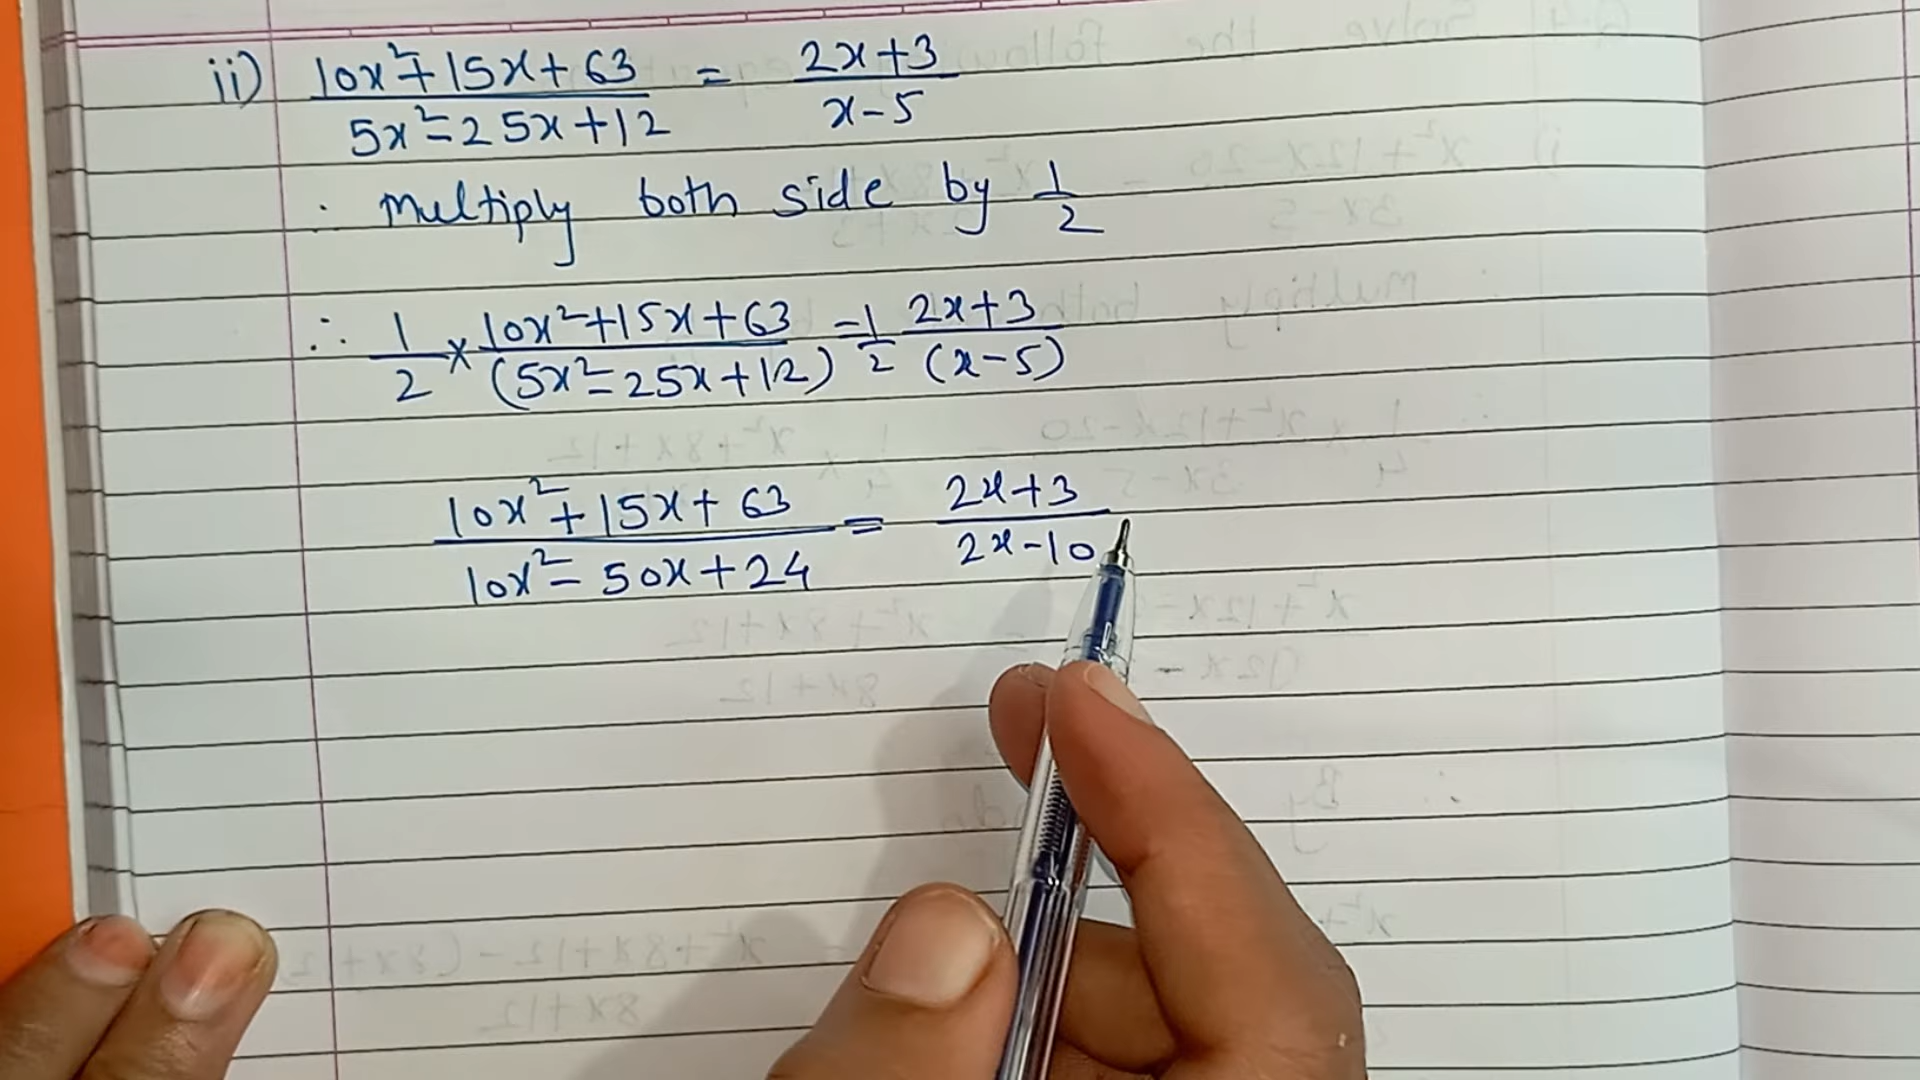 ii) 10x²+15x+63 / 5x²-25x+12 = 2x+3 / x-5
∴ Multiply both side by 1/2
∴ 1/2 × 10x²+15x+63 / (5x²-25x+12) = 1/2 2x+3 / (x-5)
10x²+15x+63 / 10x²-50x+24 = 2x+3 / 2x-10